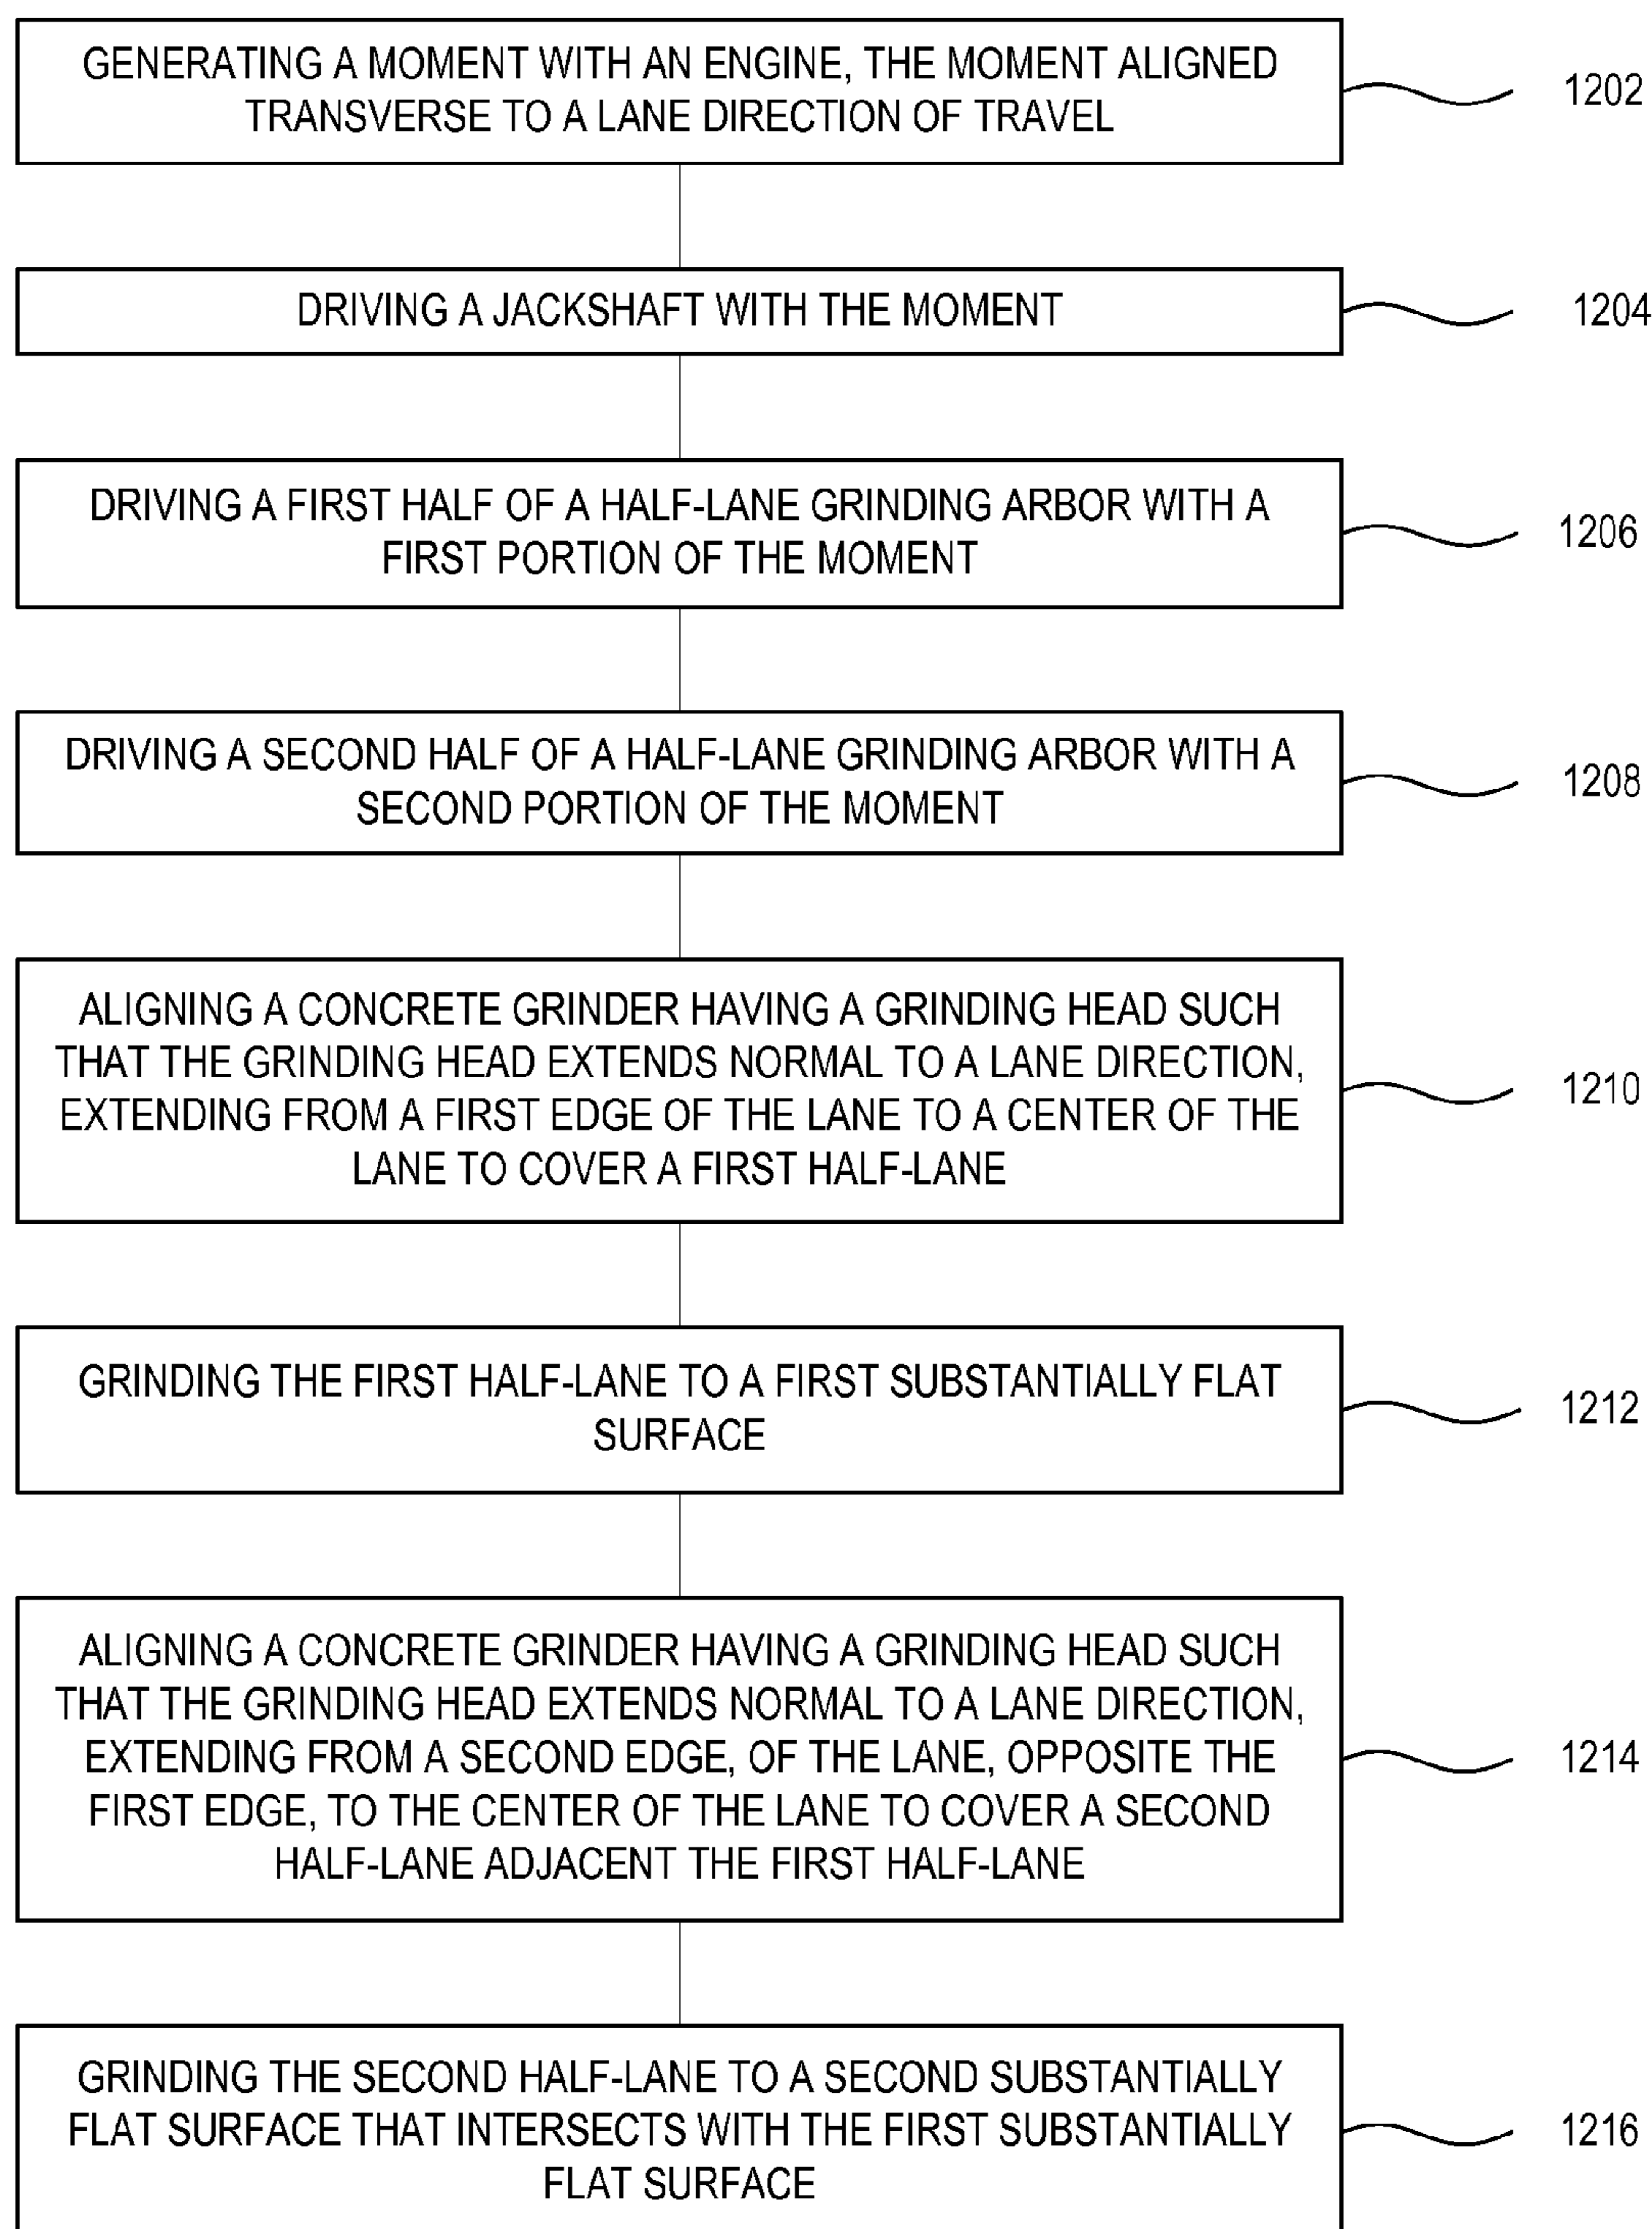 GENERATING A MOMENT WITH AN ENGINE, THE MOMENT ALIGNED
TRANSVERSE TO A LANE DIRECTION OF TRAVEL
1202
DRIVING A JACKSHAFT WITH THE MOMENT
1204
DRIVING A FIRST HALF OF A HALF-LANE GRINDING ARBOR WITH A
FIRST PORTION OF THE MOMENT
1206
DRIVING A SECOND HALF OF A HALF-LANE GRINDING ARBOR WITH A
SECOND PORTION OF THE MOMENT
1208
ALIGNING A CONCRETE GRINDER HAVING A GRINDING HEAD SUCH
THAT THE GRINDING HEAD EXTENDS NORMAL TO A LANE DIRECTION,
EXTENDING FROM A FIRST EDGE OF THE LANE TO A CENTER OF THE
LANE TO COVER A FIRST HALF-LANE
1210
GRINDING THE FIRST HALF-LANE TO A FIRST SUBSTANTIALLY FLAT
SURFACE
1212
ALIGNING A CONCRETE GRINDER HAVING A GRINDING HEAD SUCH
THAT THE GRINDING HEAD EXTENDS NORMAL TO A LANE DIRECTION,
EXTENDING FROM A SECOND EDGE, OF THE LANE, OPPOSITE THE
FIRST EDGE, TO THE CENTER OF THE LANE TO COVER A SECOND
HALF-LANE ADJACENT THE FIRST HALF-LANE
1214
GRINDING THE SECOND HALF-LANE TO A SECOND SUBSTANTIALLY
FLAT SURFACE THAT INTERSECTS WITH THE FIRST SUBSTANTIALLY
FLAT SURFACE
1216